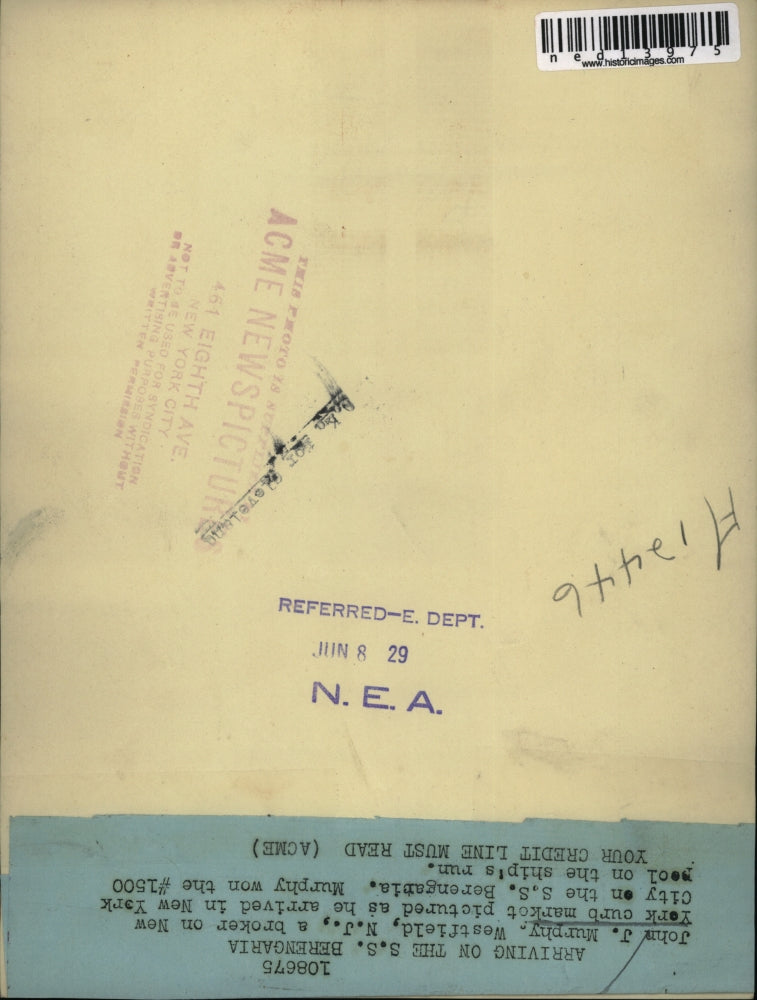 ned13975
www.historicimages.com
THIS PHOTO IS
ACME NEWSPICTURES
461 EIGHTH AVE.
NEW YORK CITY
NOT TO BE USED FOR SYNDICATION
OR ADVERTISING PURPOSES WITHOUT
WRITTEN PERMISSION
REFERRED—E. DEPT.
JUN 8 29
N. E. A.
108675
ARRIVING ON THE S.S. BERENGARIA
John J. Murphy, Westfield, N.J., a broker on New
York curb market pictured as he arrived in New York
City on the S.S. Berengaria. Murphy won the #1500
pool on the ship's run.
YOUR CREDIT LINE MUST READ (ACME)